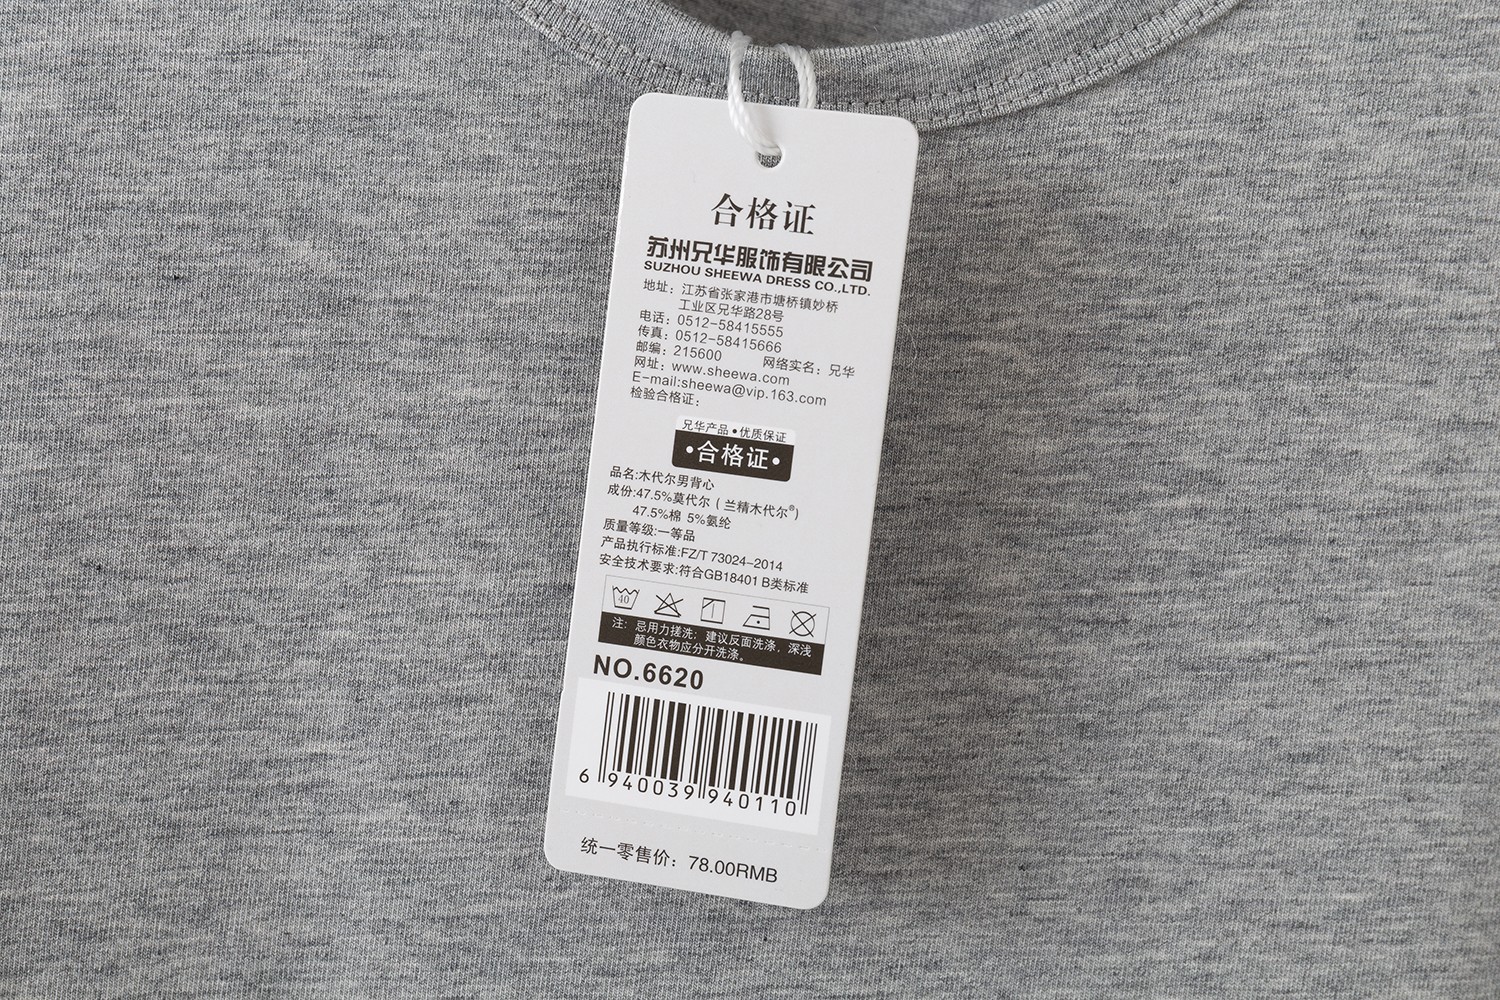 合格证
苏州兄华服饰有限公司
SUZHOU SHEEWA DRESS CO.,LTD.
地址：江苏省张家港市塘桥镇妙桥
工业区兄华路28号
电话：0512-58415555
传真：0512-58415666
邮编：215600 网络实名：兄华
网址：www.sheewa.com
E-mail:sheewa@vip.163.com
检验合格证：
兄华产品•优质保证
•合格证•
品名:木代尔男背心
成份:47.5%莫代尔（兰精木代尔®)
47.5%棉 5%氨纶
质量等级:一等品
产品执行标准:FZ/T 73024-2014
安全技术要求:符合GB18401 B类标准
40
注：忌用力搓洗；建议反面洗涤，深浅
颜色衣物应分开洗涤。
NO.6620
6 940039 940110
统一零售价：78.00RMB